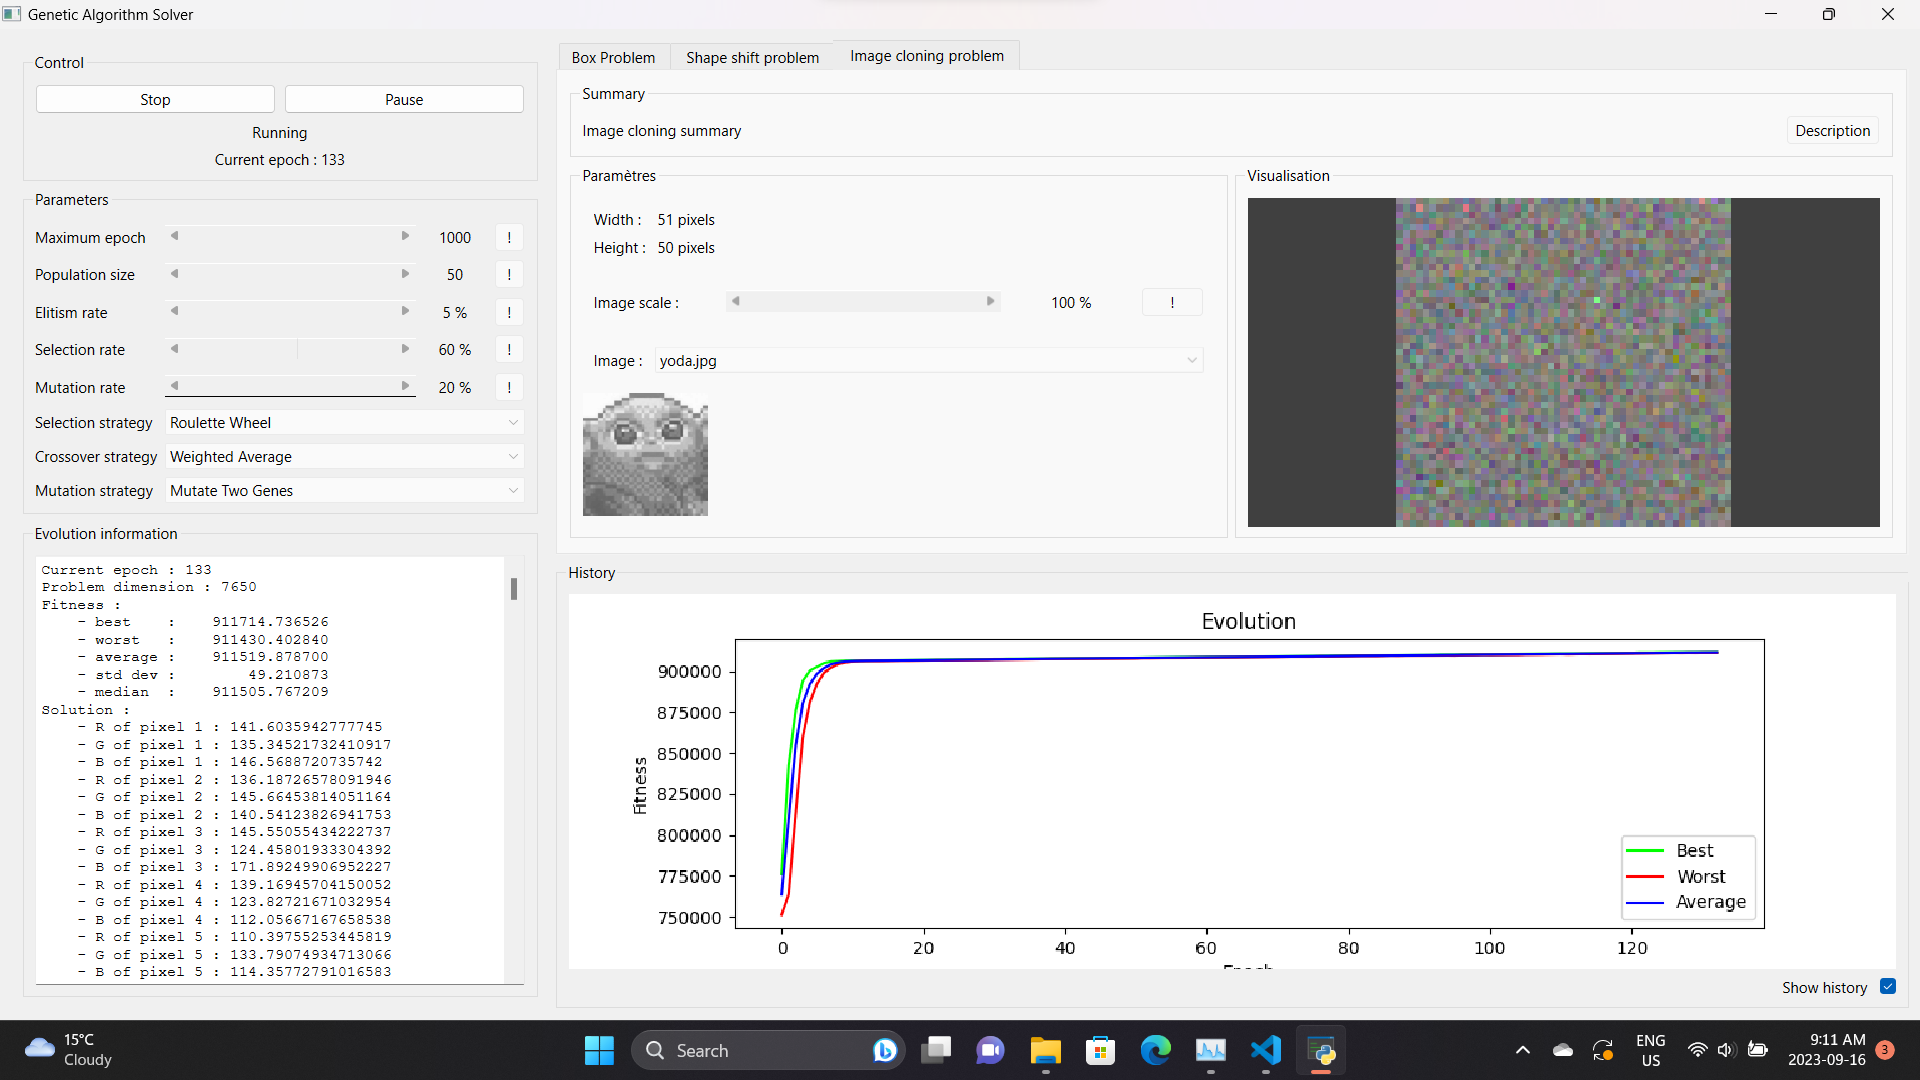 Genetic Algorithm Solver
Control
Stop
Pause
Running
Current epoch : 133
Parameters
Maximum epoch 1000 !
Population size 50 !
Elitism rate 5 % !
Selection rate 60 % !
Mutation rate 20 % !
Selection strategy Roulette Wheel
Crossover strategy Weighted Average
Mutation strategy Mutate Two Genes
Evolution information
Current epoch : 133
Problem dimension : 7650
Fitness :
- best : 911714.736526
- worst : 911430.402840
- average : 911519.878700
- std dev : 49.210873
- median : 911505.767209
Solution :
- R of pixel 1 : 141.6035942777745
- G of pixel 1 : 135.34521732410917
- B of pixel 1 : 146.5688720735742
- R of pixel 2 : 136.18726578091946
- G of pixel 2 : 145.66453814051164
- B of pixel 2 : 140.54123826941753
- R of pixel 3 : 145.55055434222737
- G of pixel 3 : 124.45801933304392
- B of pixel 3 : 171.89249906952227
- R of pixel 4 : 139.16945704150052
- G of pixel 4 : 123.82721671032954
- B of pixel 4 : 112.05667167658538
- R of pixel 5 : 110.39755253445819
- G of pixel 5 : 133.79074934713066
- B of pixel 5 : 114.35772791016583
Box Problem
Shape shift problem
Image cloning problem
Summary
Image cloning summary
Description
Paramètres
Width : 51 pixels
Height : 50 pixels
Image scale : 100 % !
Image : yoda.jpg
Visualisation
History
Evolution
Fitness
900000
875000
850000
825000
800000
775000
750000
0 20 40 60 80 100 120
Epoch
Best
Worst
Average
Show history
15°C
Cloudy
Search
ENG
US
9:11 AM
2023-09-16
3